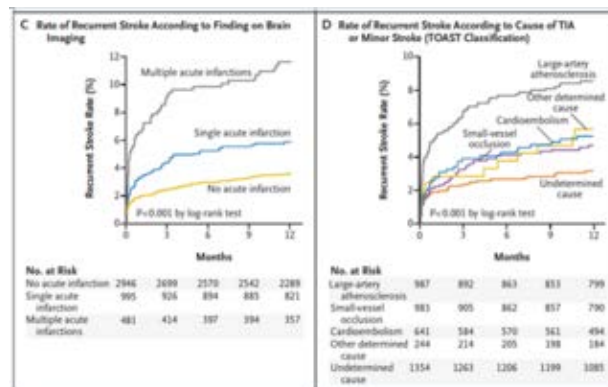 C Rate of Recurrent Stroke According to Finding on Brain
Imaging
12
10
8
6
4
2
0
Recurrent Stroke Rate (%)
Multiple acute infarctions
Single acute infarction
No acute infarction
P<0.001 by log-rank test
0 3 6 9 12
Months
No. at Risk
No acute infarction 2946 2699 2570 2542 2289
Single acute 995 926 894 885 821
infarction
Multiple acute 481 414 397 394 357
infarctions
D Rate of Recurrent Stroke According to Cause of TIA
or Minor Stroke (TOAST Classification)
10
8
6
4
2
0
Recurrent Stroke Rate (%)
Large-artery
atherosclerosis
Other determined
cause
Cardioembolism
Small-vessel
occlusion
Undetermined
cause
P<0.001 by log-rank test
0 3 6 9 12
Months
No. at Risk
Large-artery 987 892 863 853 799
atherosclerosis
Small-vessel 983 905 862 857 790
occlusion
Cardioembolism 641 584 570 561 494
Other determined 244 214 205 198 184
cause
Undetermined 1354 1263 1206 1199 1085
cause